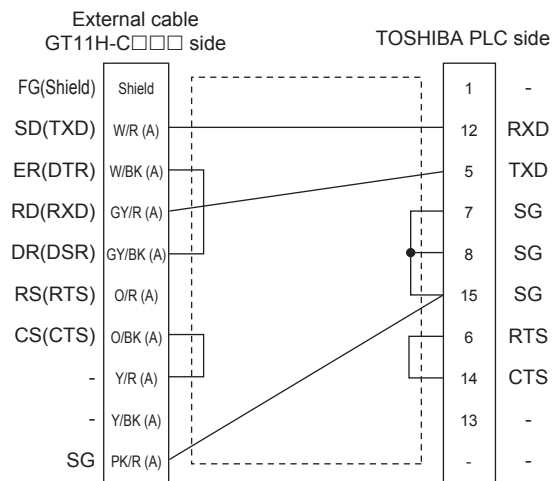 External cable
GT11H-C□□□ side
TOSHIBA PLC side
FG(Shield) Shield 1 -
SD(TXD) W/R (A) 12 RXD
ER(DTR) W/BK (A) 5 TXD
RD(RXD) GY/R (A) 7 SG
DR(DSR) GY/BK (A) 8 SG
RS(RTS) O/R (A) 15 SG
CS(CTS) O/BK (A) 6 RTS
- Y/R (A) 14 CTS
- Y/BK (A) 13 -
SG PK/R (A) - -